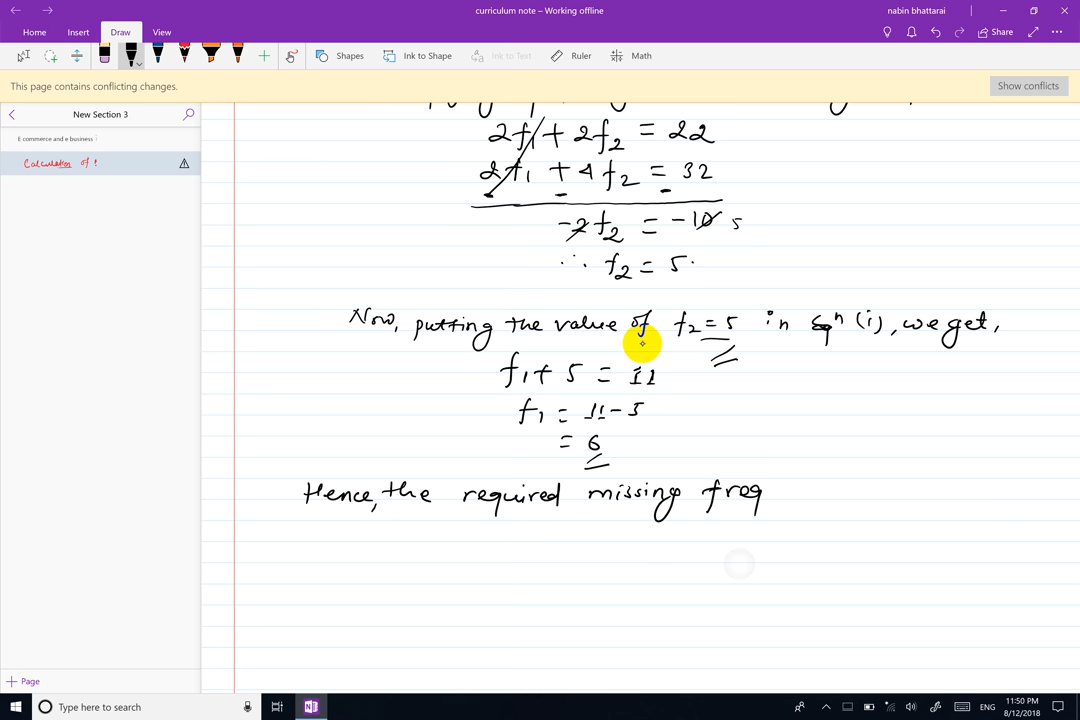 curriculum note – Working offline
nabin bhattarai
Home Insert Draw View
Share
Shapes Ink to Shape Ink to Text Ruler Math
This page contains conflicting changes.
Show conflicts
New Section 3
E commerce and e business
Calculation of
2f₁ + 2f₂ = 22
2f₁ + 4f₂ = 32
-2f₂ = -10 5
∴ f₂ = 5.
Now, putting the value of f₂ = 5 in Eqⁿ (i), we get,
f₁ + 5 = 11
f₁ = 11 - 5
= 6
Hence, the required missing freq
Page
Type here to search
ENG
11:50 PM
8/12/2018